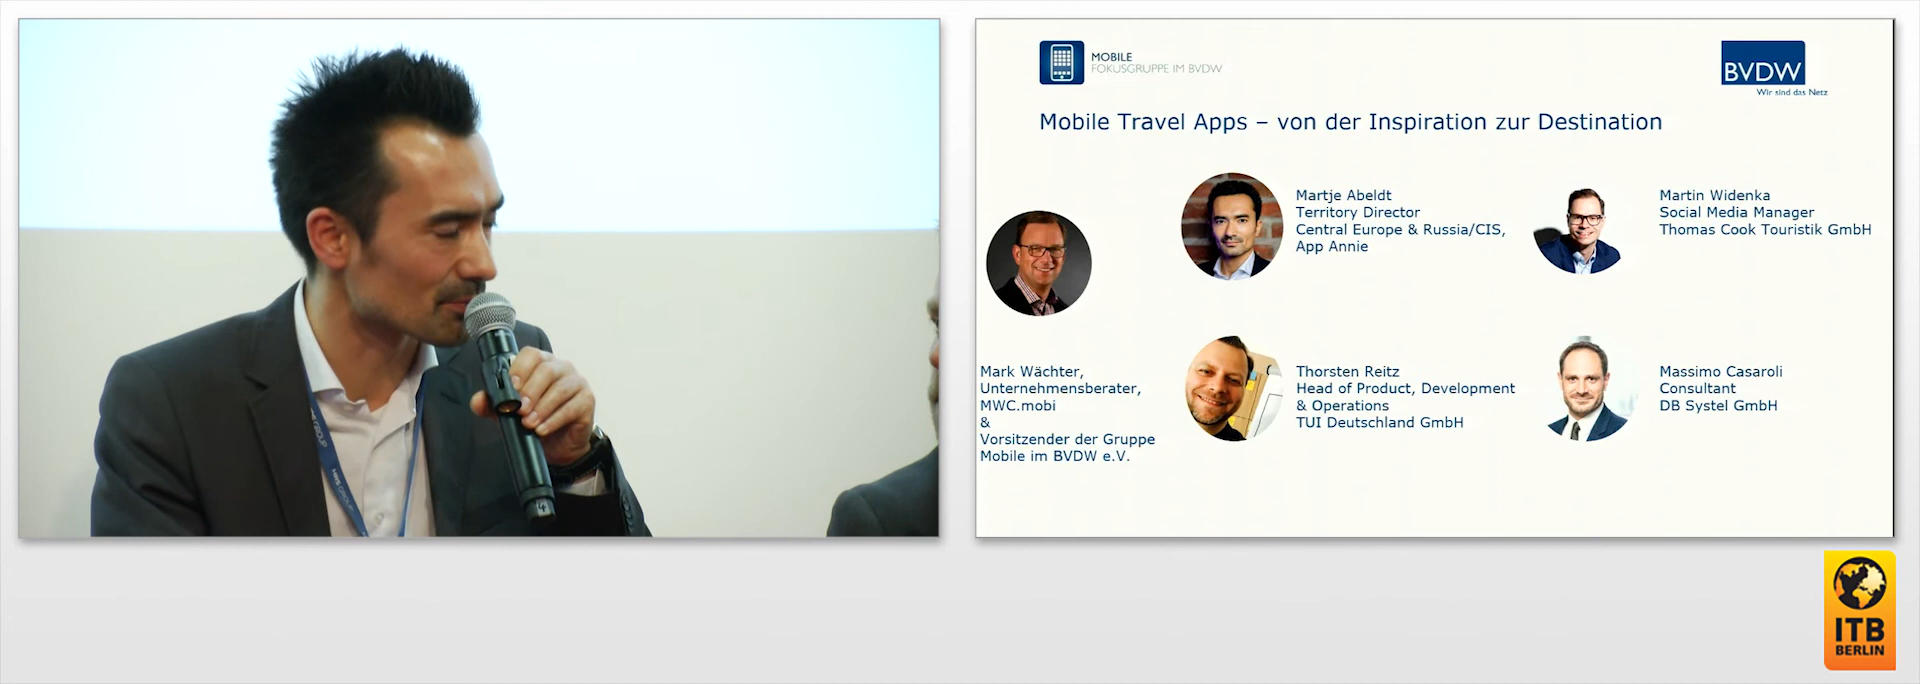 MOBILE
FOKUSGRUPPE IM BVDW
BVDW
Wir sind das Netz
Mobile Travel Apps – von der Inspiration zur Destination
Mark Wächter,
Unternehmensberater,
MWC.mobi
&
Vorsitzender der Gruppe
Mobile im BVDW e.V.
Martje Abeldt
Territory Director
Central Europe & Russia/CIS,
App Annie
Martin Widenka
Social Media Manager
Thomas Cook Touristik GmbH
Thorsten Reitz
Head of Product, Development
& Operations
TUI Deutschland GmbH
Massimo Casaroli
Consultant
DB Systel GmbH
GROUP
HRS GROUP
ITB
BERLIN